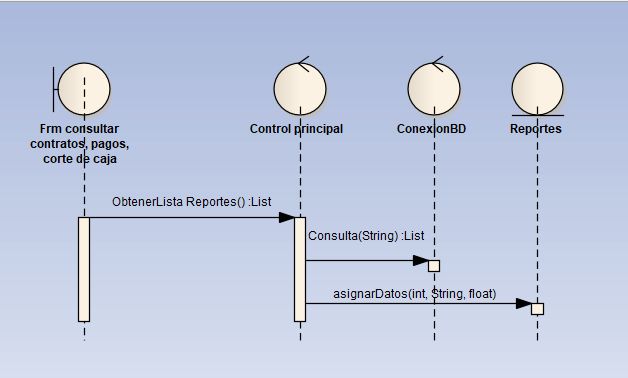 Frm consultar
contratos, pagos,
corte de caja
Control principal
ConexionBD
Reportes
ObtenerLista Reportes() :List
Consulta(String) :List
asignarDatos(int, String, float)